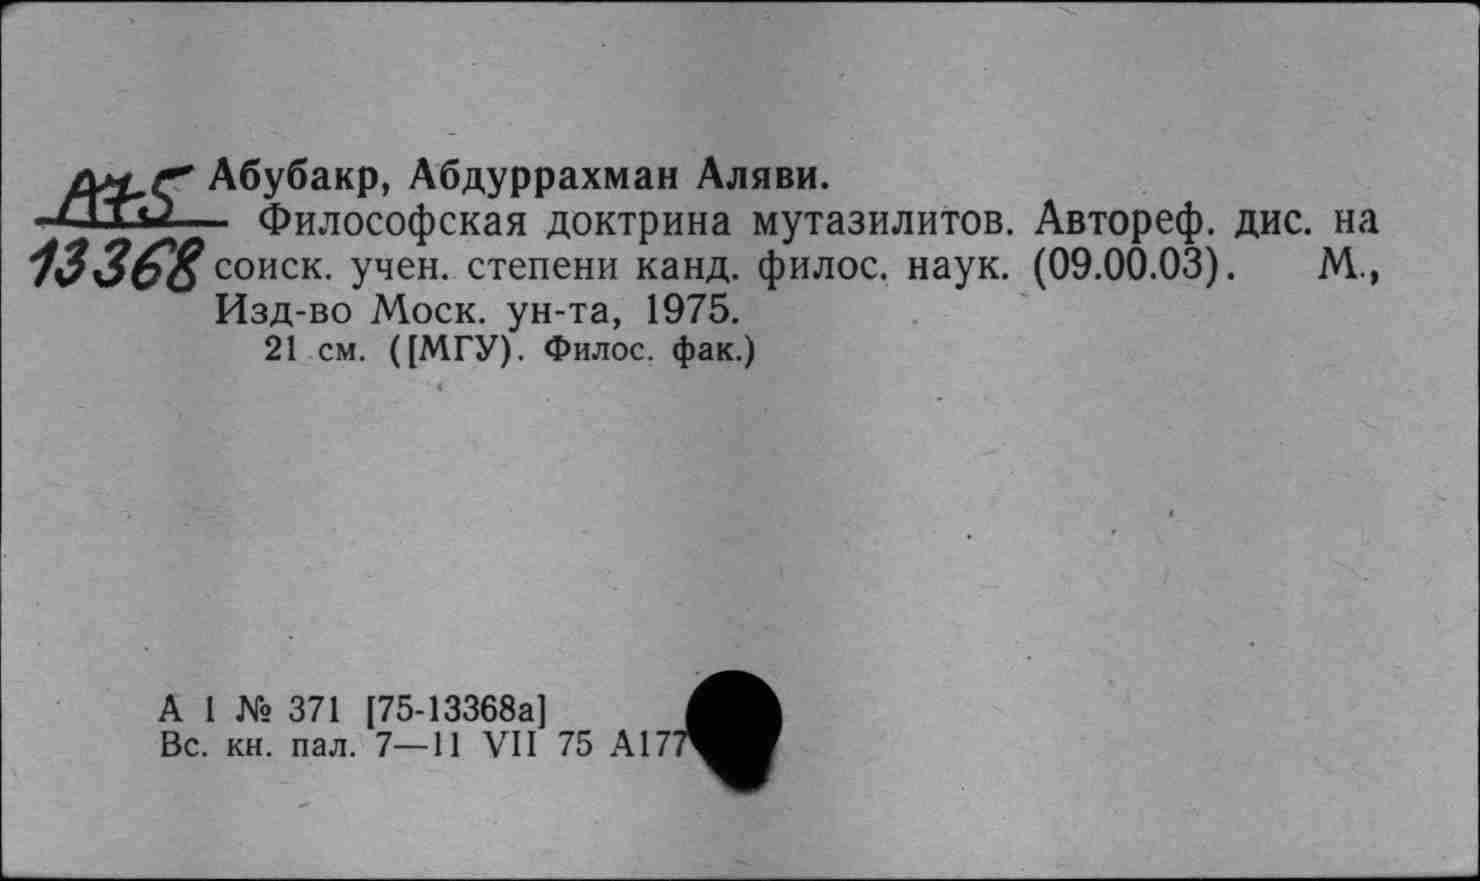 Абубакр, Абдуррахман Аляви.
Философская доктрина мутазилитов. Автореф. дис. на
13368 соиск. учен. степени канд. филос. наук. (09.00.03). М.,
Изд-во Моск. ун-та, 1975.
21 см. ([МГУ). Филос. фак.)
А 1 № 371 [75-13368а]
Вс. кн. пал. 7—11 VII 75 А177